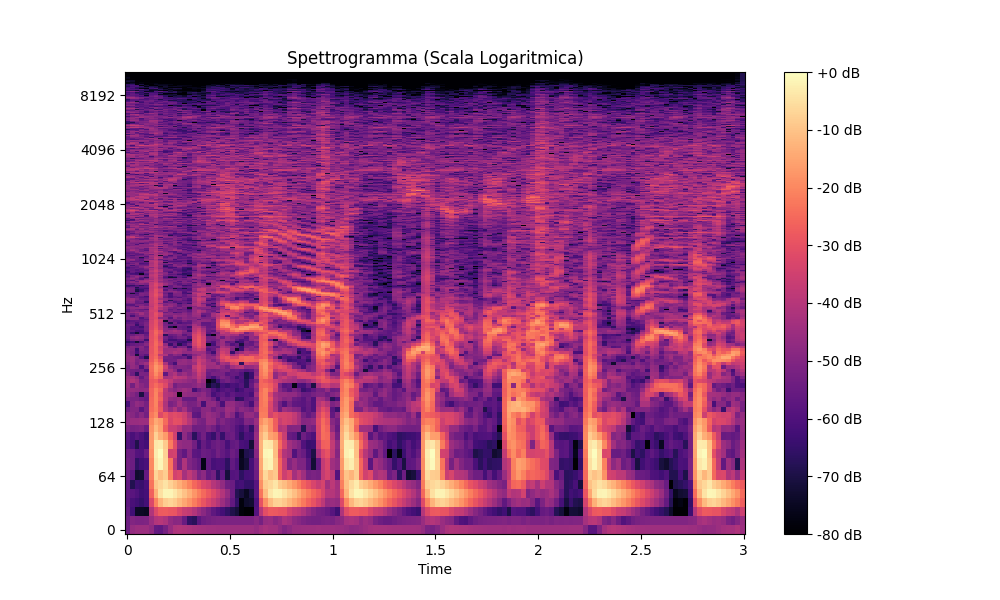 Spettrogramma (Scala Logaritmica)
8192
4096
2048
1024
512
256
128
64
0
Hz
0
0.5
1
1.5
2
2.5
3
Time
+0 dB
-10 dB
-20 dB
-30 dB
-40 dB
-50 dB
-60 dB
-70 dB
-80 dB